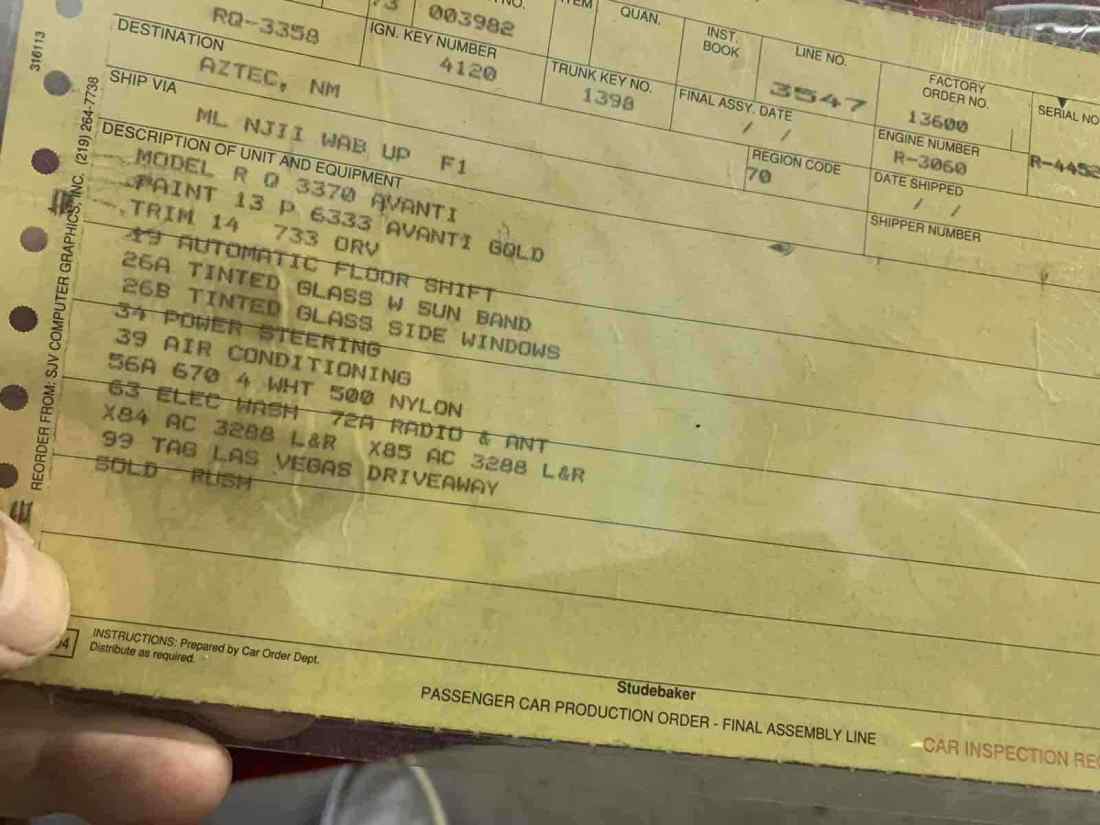 RQ-3358
003982
QUAN.
INST. BOOK
LINE NO.
3547
FACTORY ORDER NO.
13600
SERIAL NO
R-4452
DESTINATION
AZTEC, NM
IGN. KEY NUMBER
4120
TRUNK KEY NO.
1398
FINAL ASSY. DATE
/ /
ENGINE NUMBER
R-3060
SHIP VIA
ML NJII WAB UP F1
REGION CODE
70
DATE SHIPPED
/ /
SHIPPER NUMBER
DESCRIPTION OF UNIT AND EQUIPMENT
MODEL R Q 3370 AVANTI
PAINT 13 P 6333 AVANTI GOLD
TRIM 14 733 ORV
49 AUTOMATIC FLOOR SHIFT
26A TINTED GLASS W SUN BAND
26B TINTED GLASS SIDE WINDOWS
34 POWER STEERING
39 AIR CONDITIONING
56A 670 4 WHT 500 NYLON
63 ELEC WASH 72A RADIO & ANT
X84 AC 3288 L&R X85 AC 3288 L&R
99 TAG LAS VEGAS DRIVEAWAY
SOLD RUSH
316113
REORDER FROM: SJV COMPUTER GRAPHICS, INC. (219) 264-7738
INSTRUCTIONS: Prepared by Car Order Dept.
Distribute as required.
Studebaker
PASSENGER CAR PRODUCTION ORDER - FINAL ASSEMBLY LINE
CAR INSPECTION